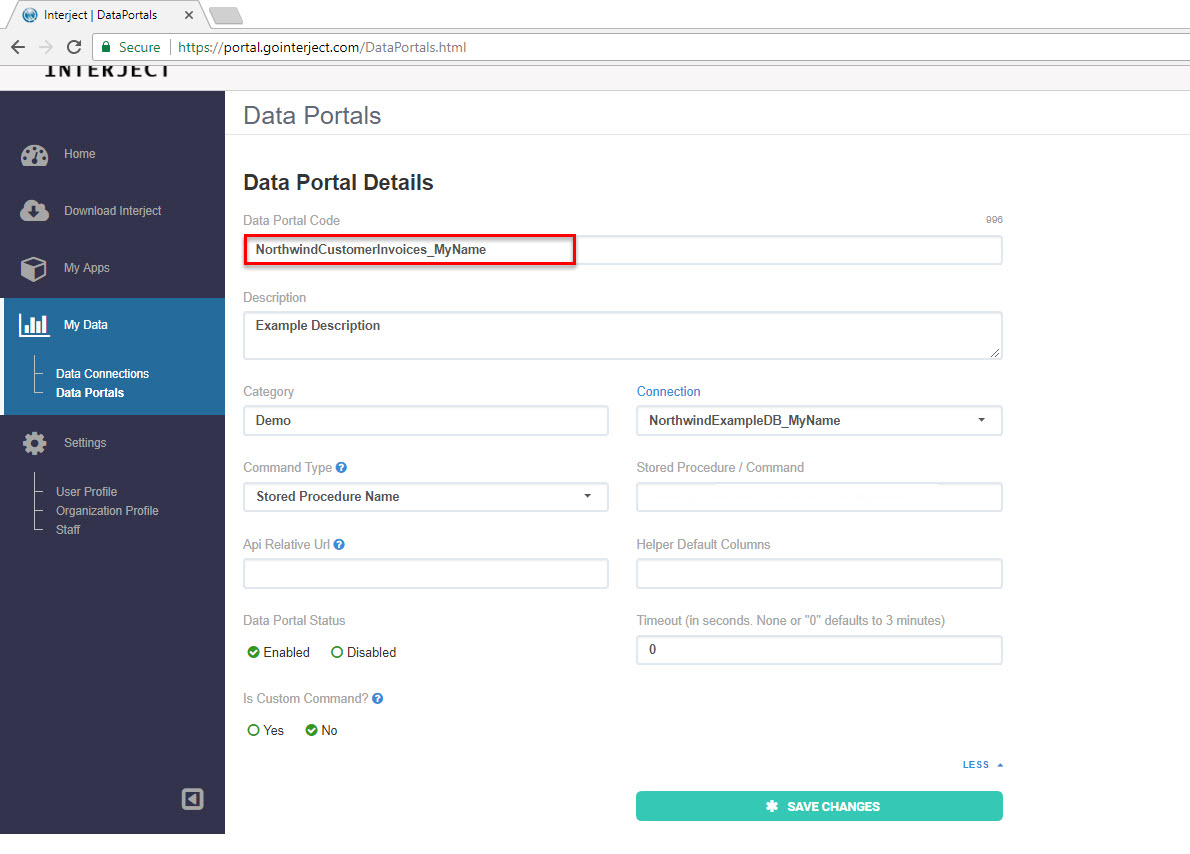 Interject | DataPortals
Secure https://portal.gointerject.com/DataPortals.html
INTERJECT
Home
Download Interject
My Apps
My Data
Data Connections
Data Portals
Settings
User Profile
Organization Profile
Staff
Data Portals
Data Portal Details
Data Portal Code 996
NorthwindCustomerInvoices_MyName
Description
Example Description
Category Connection
Demo NorthwindExampleDB_MyName
Command Type Stored Procedure / Command
Stored Procedure Name
Api Relative Url Helper Default Columns
Data Portal Status Timeout (in seconds. None or "0" defaults to 3 minutes)
Enabled Disabled 0
Is Custom Command?
Yes No
LESS
SAVE CHANGES